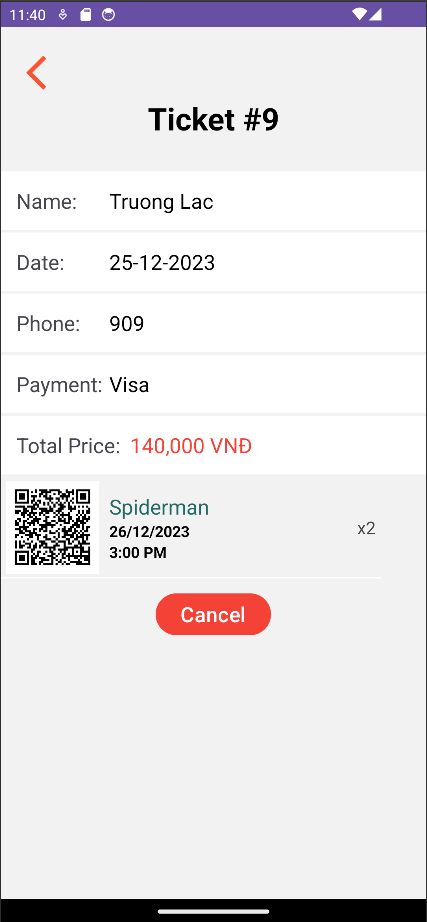 11:40
Ticket #9
Name: Truong Lac
Date: 25-12-2023
Phone: 909
Payment: Visa
Total Price: 140,000 VNĐ
Spiderman
26/12/2023
x2
3:00 PM
Cancel